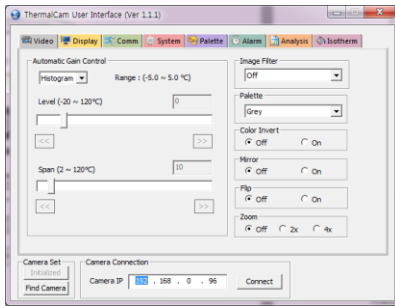 ThermalCam User Interface (Ver 1.1.1)
Video Display Comm System Palette Alarm Analysis Isotherm
Automatic Gain Control
Histogram Range : (-5.0 ~ 5.0 ℃)
Level (-20 ~ 120℃) 0
<< >>
Span (2 ~ 120℃) 10
<< >>
Image Filter
Off
Palette
Grey
Color Invert
Off On
Mirror
Off On
Flip
Off On
Zoom
Off 2x 4x
Camera Set
Initialized
Find Camera
Camera Connection
Camera IP 192 . 168 . 0 . 96 Connect